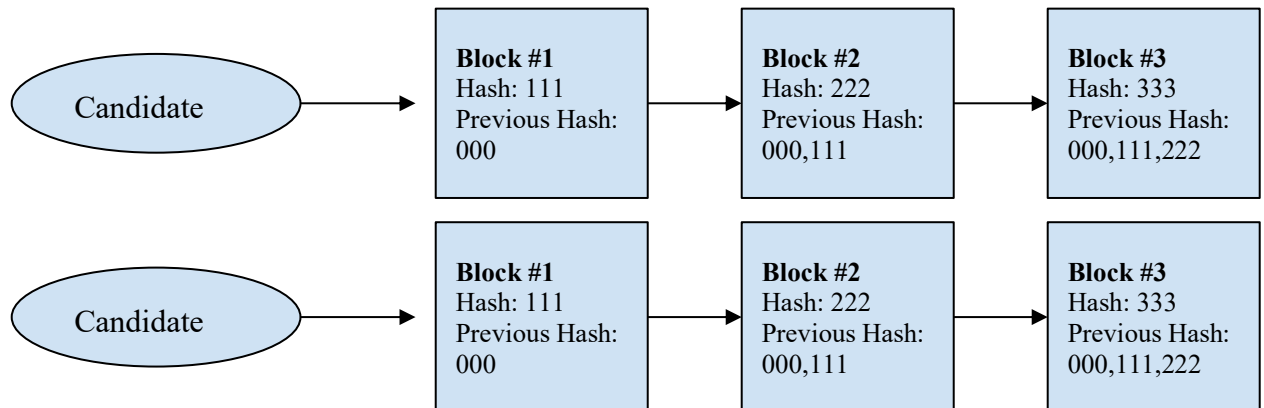 Candidate
Block #1
Hash: 111
Previous Hash:
000
Block #2
Hash: 222
Previous Hash:
000,111
Block #3
Hash: 333
Previous Hash:
000,111,222
Candidate
Block #1
Hash: 111
Previous Hash:
000
Block #2
Hash: 222
Previous Hash:
000,111
Block #3
Hash: 333
Previous Hash:
000,111,222